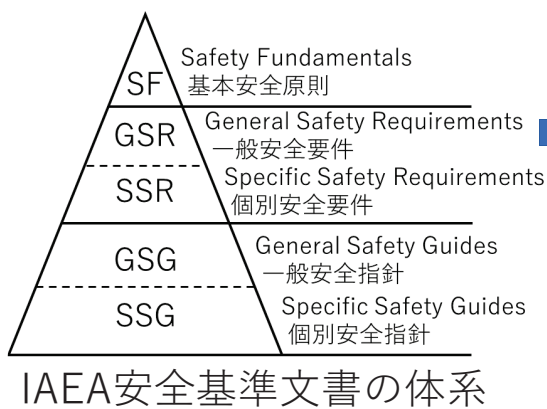 SF
Safety Fundamentals
基本安全原則
GSR
General Safety Requirements
一般安全要件
SSR
Specific Safety Requirements
個別安全要件
GSG
General Safety Guides
一般安全指針
SSG
Specific Safety Guides
個別安全指針
IAEA安全基準文書の体系